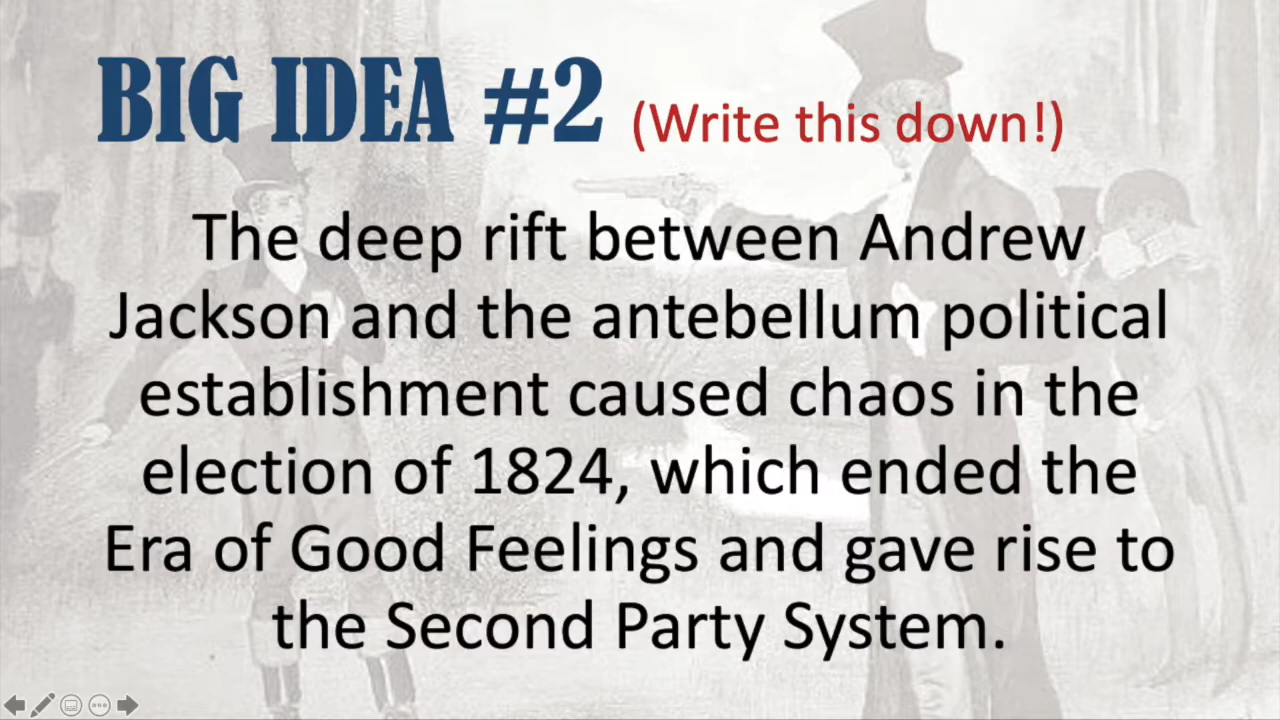 BIG IDEA #2 (Write this down!)
The deep rift between Andrew
Jackson and the antebellum political
establishment caused chaos in the
election of 1824, which ended the
Era of Good Feelings and gave rise to
the Second Party System.